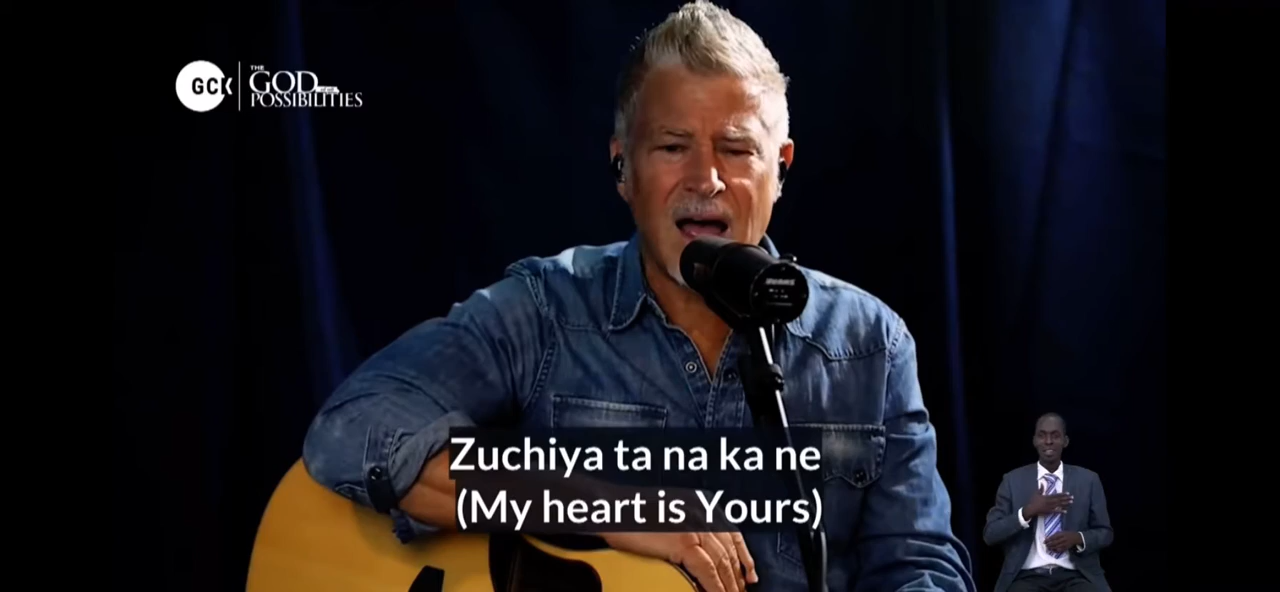 GCK
THE
GOD
POSSIBILITIES
Zuchiya ta na ka ne
(My heart is Yours)